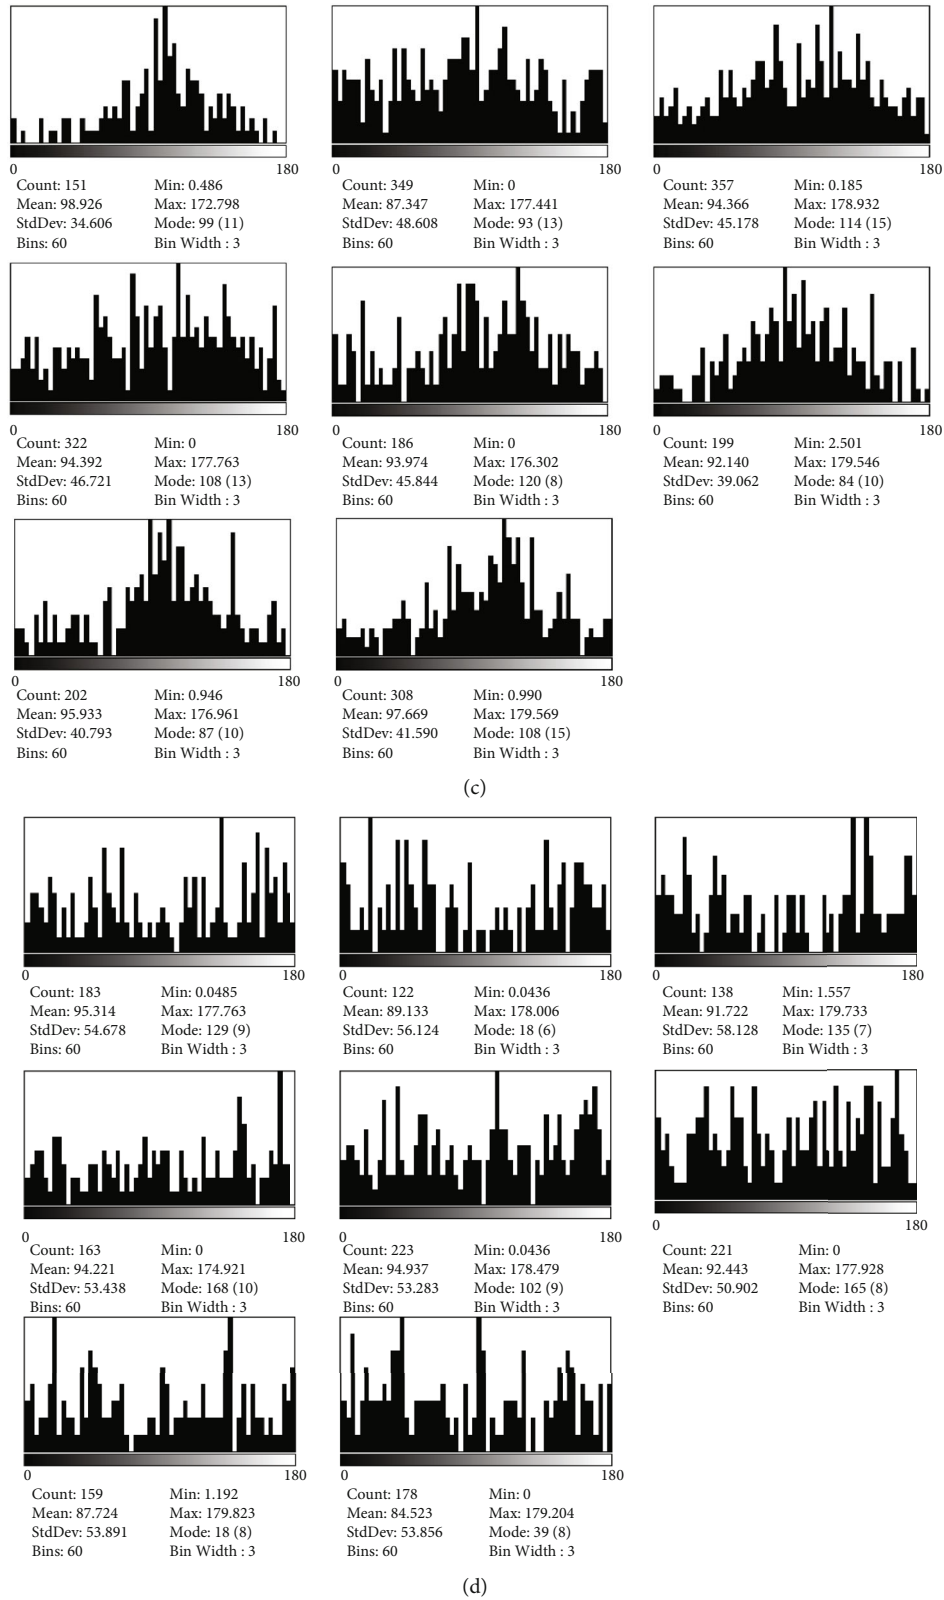 0 180
Count: 151 Min: 0.486
Mean: 98.926 Max: 172.798
StdDev: 34.606 Mode: 99 (11)
Bins: 60 Bin Width : 3
0 180
Count: 349 Min: 0
Mean: 87.347 Max: 177.441
StdDev: 48.608 Mode: 93 (13)
Bins: 60 Bin Width : 3
0 180
Count: 357 Min: 0.185
Mean: 94.366 Max: 178.932
StdDev: 45.178 Mode: 114 (15)
Bins: 60 Bin Width : 3
0 180
Count: 322 Min: 0
Mean: 94.392 Max: 177.763
StdDev: 46.721 Mode: 108 (13)
Bins: 60 Bin Width : 3
0 180
Count: 186 Min: 0
Mean: 93.974 Max: 176.302
StdDev: 45.844 Mode: 120 (8)
Bins: 60 Bin Width : 3
0 180
Count: 199 Min: 2.501
Mean: 92.140 Max: 179.546
StdDev: 39.062 Mode: 84 (10)
Bins: 60 Bin Width : 3
0 180
Count: 202 Min: 0.946
Mean: 95.933 Max: 176.961
StdDev: 40.793 Mode: 87 (10)
Bins: 60 Bin Width : 3
0 180
Count: 308 Min: 0.990
Mean: 97.669 Max: 179.569
StdDev: 41.590 Mode: 108 (15)
Bins: 60 Bin Width : 3
(c)
0 180
Count: 183 Min: 0.0485
Mean: 95.314 Max: 177.763
StdDev: 54.678 Mode: 129 (9)
Bins: 60 Bin Width : 3
0 180
Count: 122 Min: 0.0436
Mean: 89.133 Max: 178.006
StdDev: 56.124 Mode: 18 (6)
Bins: 60 Bin Width : 3
0 180
Count: 138 Min: 1.557
Mean: 91.722 Max: 179.733
StdDev: 58.128 Mode: 135 (7)
Bins: 60 Bin Width : 3
0 180
Count: 163 Min: 0
Mean: 94.221 Max: 174.921
StdDev: 53.438 Mode: 168 (10)
Bins: 60 Bin Width : 3
0 180
Count: 223 Min: 0.0436
Mean: 94.937 Max: 178.479
StdDev: 53.283 Mode: 102 (9)
Bins: 60 Bin Width : 3
0 180
Count: 221 Min: 0
Mean: 92.443 Max: 177.928
StdDev: 50.902 Mode: 165 (8)
Bins: 60 Bin Width : 3
0 180
Count: 159 Min: 1.192
Mean: 87.724 Max: 179.823
StdDev: 53.891 Mode: 18 (8)
Bins: 60 Bin Width : 3
0 180
Count: 178 Min: 0
Mean: 84.523 Max: 179.204
StdDev: 53.856 Mode: 39 (8)
Bins: 60 Bin Width : 3
(d)